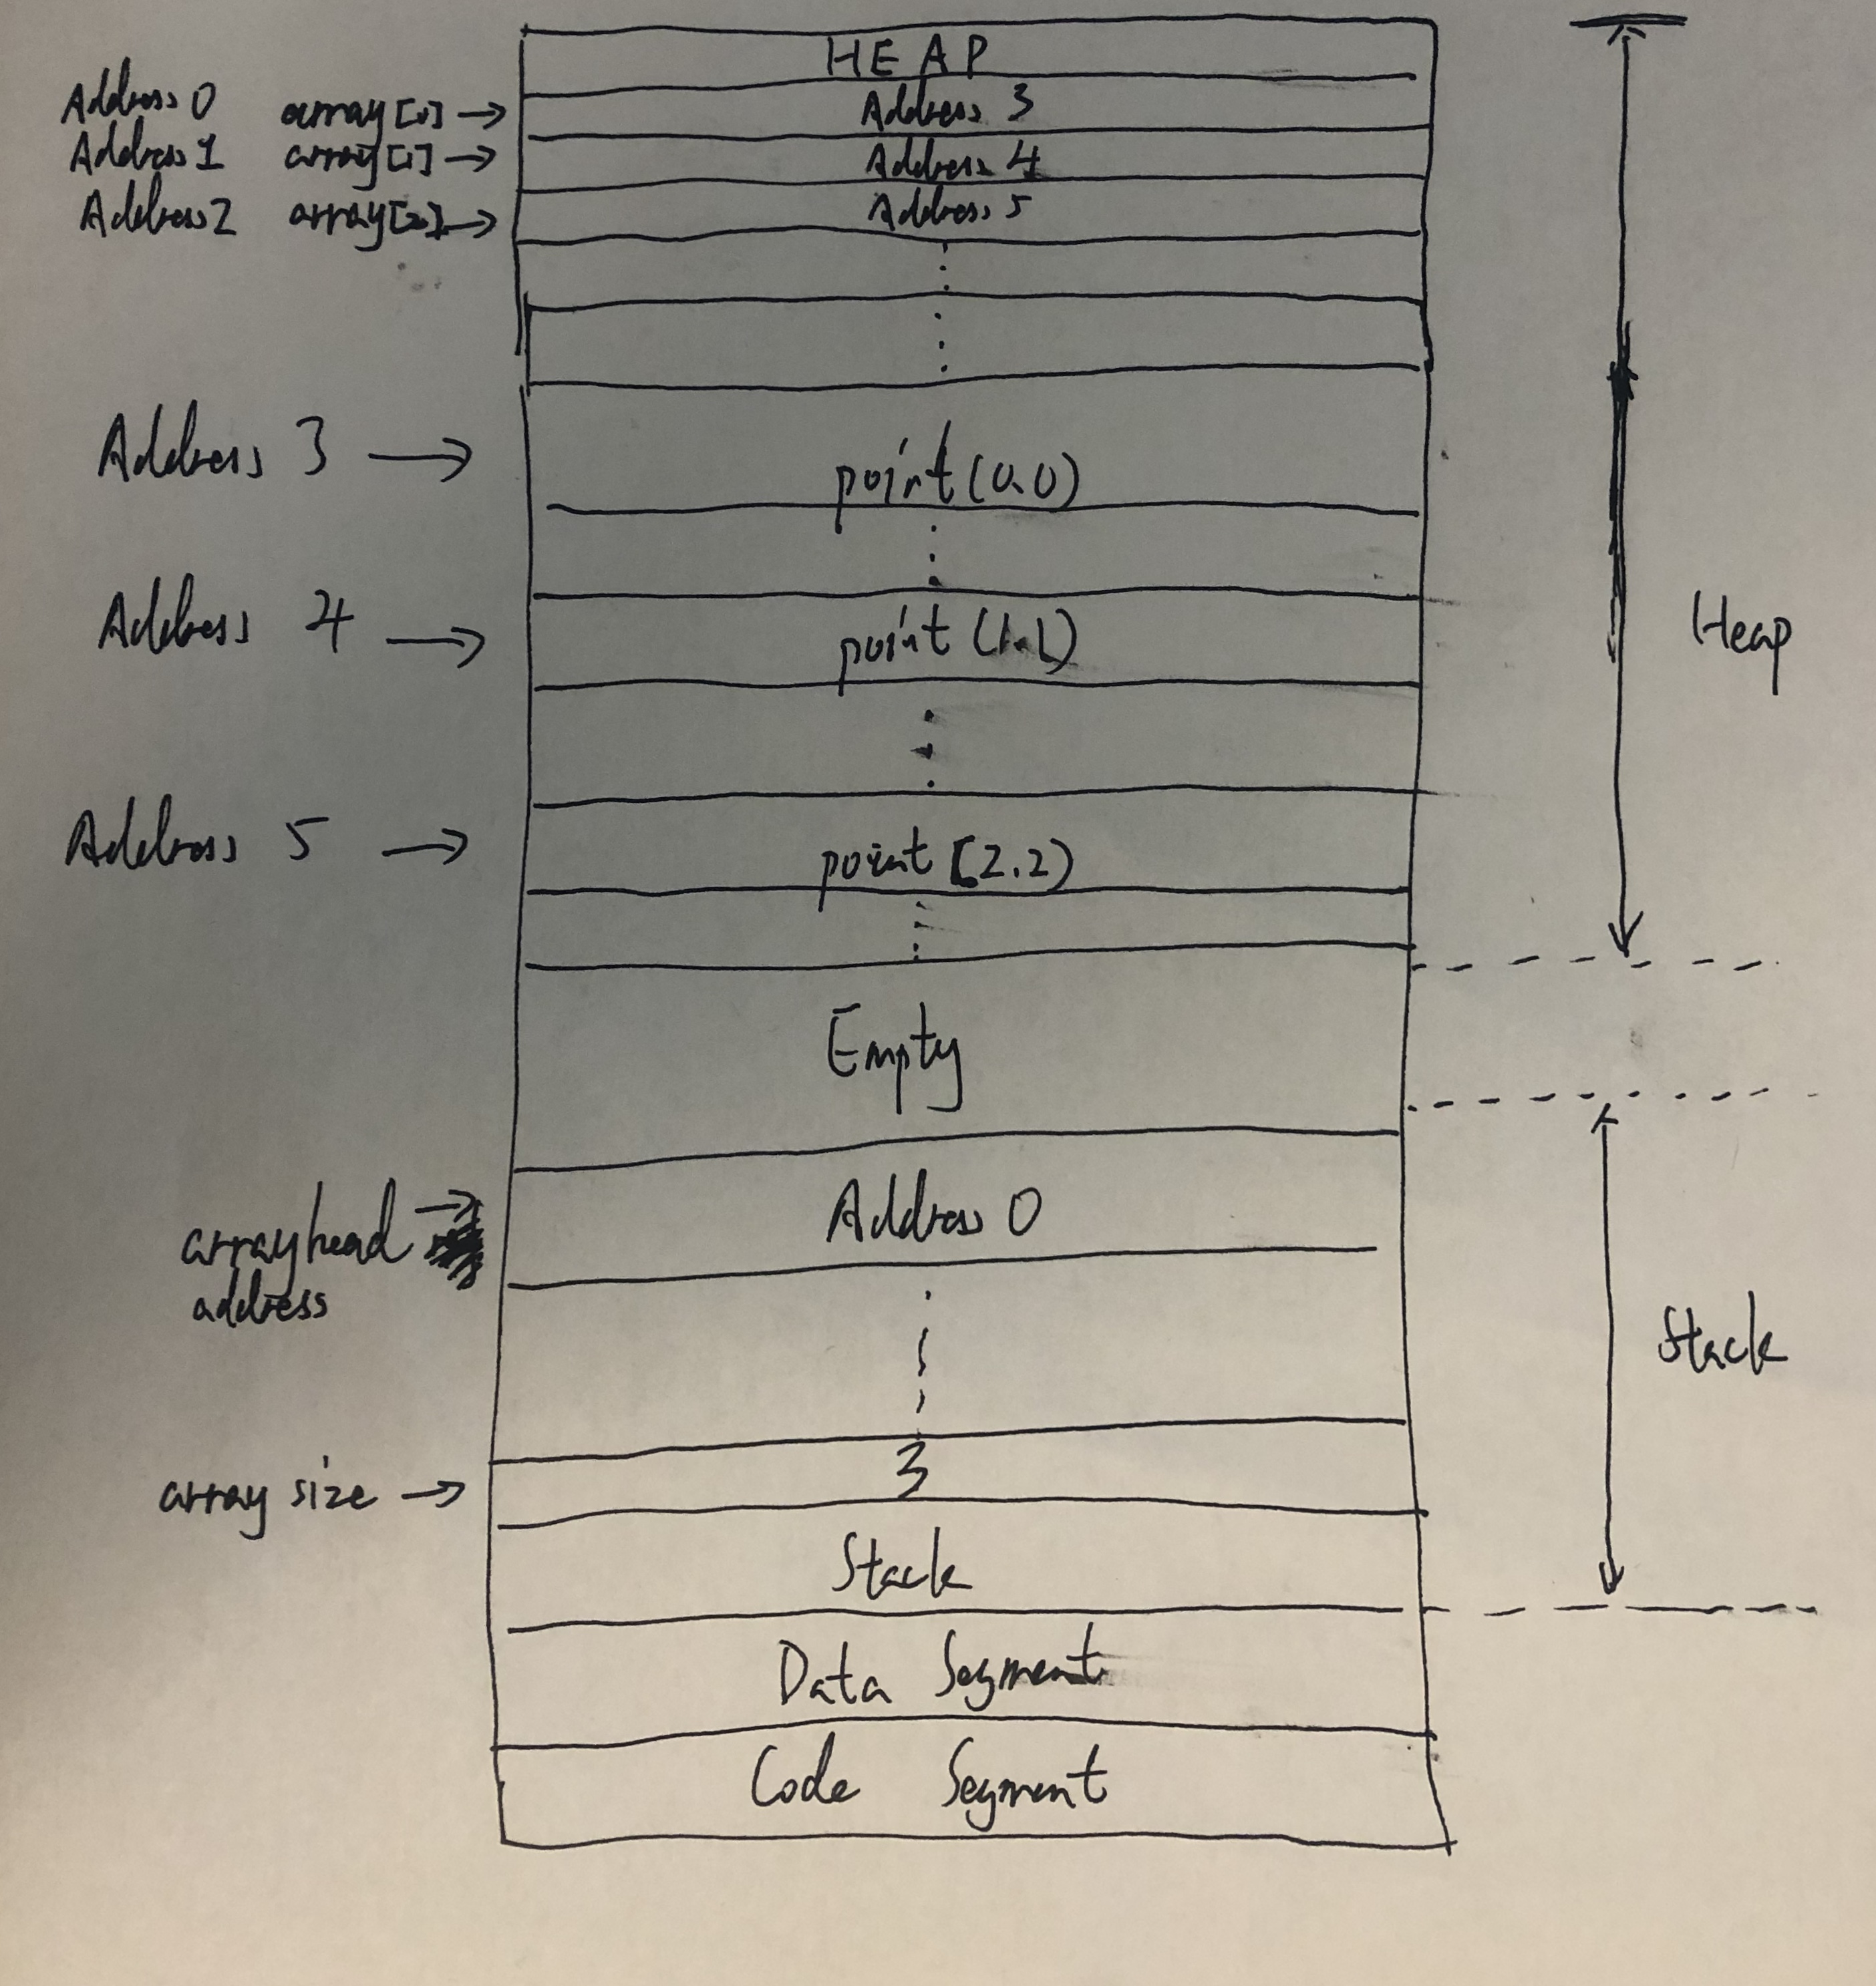 HEAP
Address 0 array[0] → Address 3
Address 1 array[1] → Address 4
Address 2 array[2] → Address 5
Address 3 → point (0.0)
Address 4 → point (1.1)
Heap
Address 5 → point [2.2)
Empty
arrayhead → Address 0
address
Stack
array size → 3
Stack
Data Segment
Code Segment